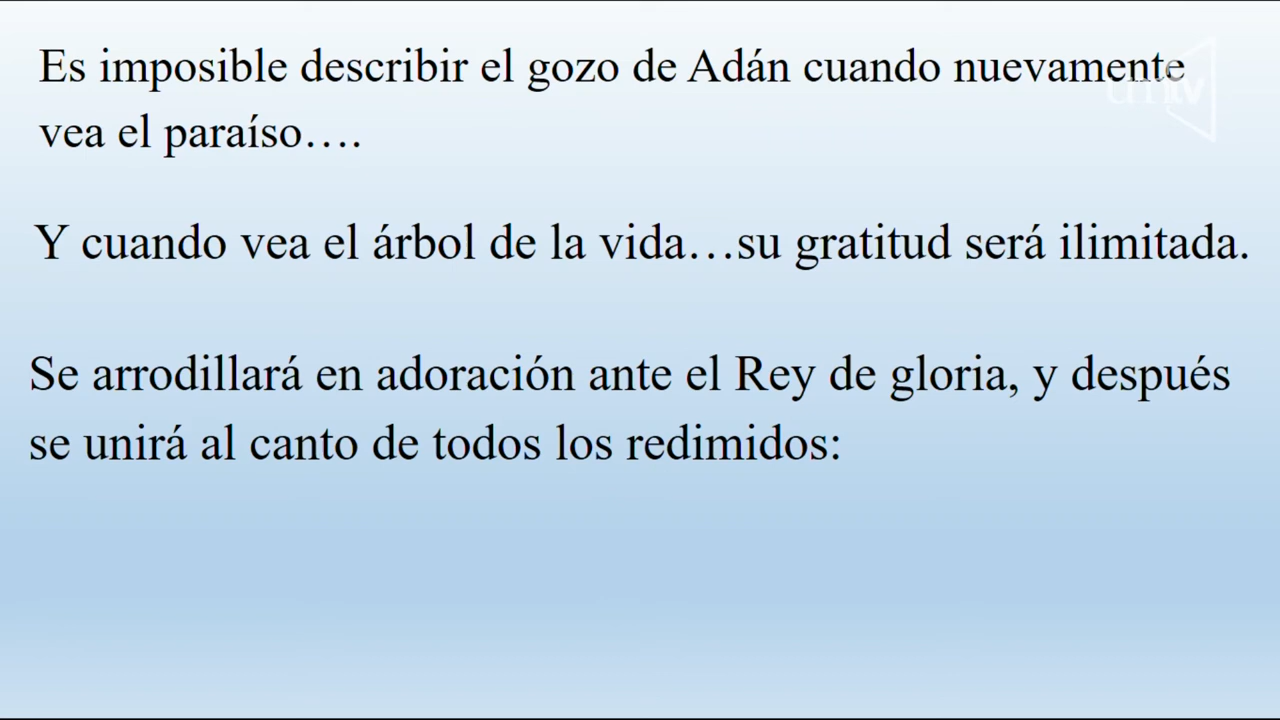 Es imposible describir el gozo de Adán cuando nuevamente
vea el paraíso….
Y cuando vea el árbol de la vida…su gratitud será ilimitada.
Se arrodillará en adoración ante el Rey de gloria, y después
se unirá al canto de todos los redimidos: